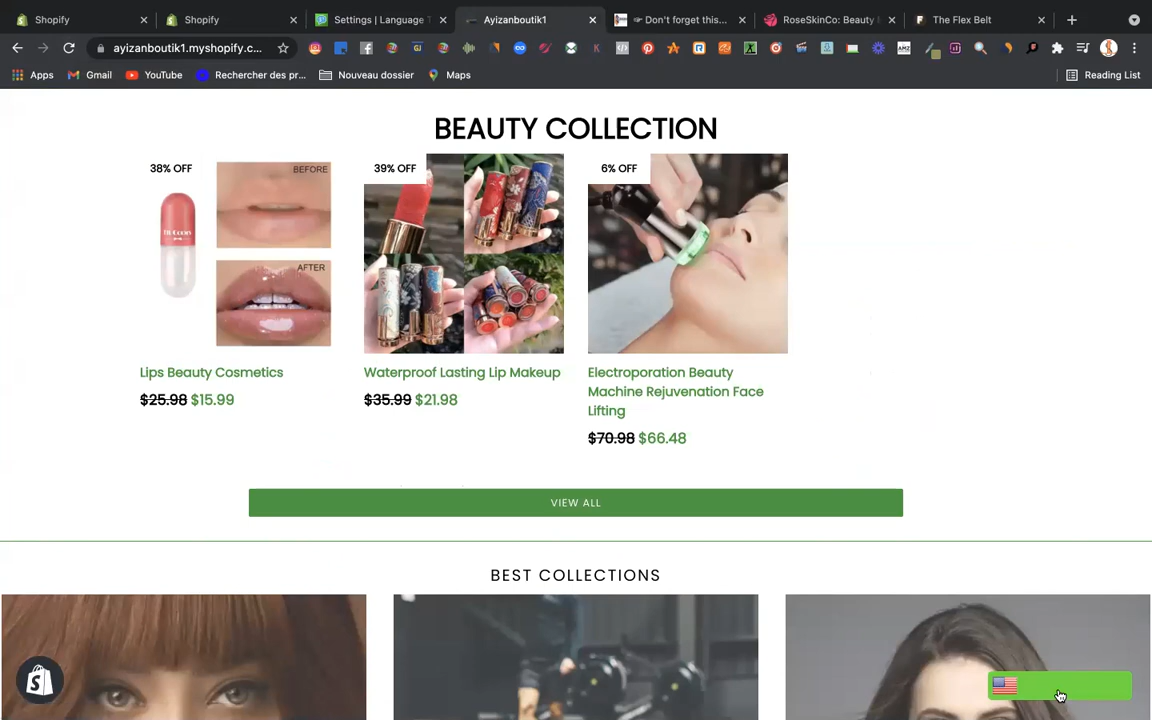 Shopify
Shopify
Settings | Language T
Ayizanboutik1
Don't forget this...
RoseSkinCo: Beauty
The Flex Belt
ayizanboutik1.myshopify.c...
Apps
Gmail
YouTube
Rechercher des pr...
Nouveau dossier
Maps
Reading List
BEAUTY COLLECTION
38% OFF
BEFORE
AFTER
39% OFF
6% OFF
Lips Beauty Cosmetics
$25.98 $15.99
Waterproof Lasting Lip Makeup
$35.99 $21.98
Electroporation Beauty
Machine Rejuvenation Face
Lifting
$70.98 $66.48
VIEW ALL
BEST COLLECTIONS